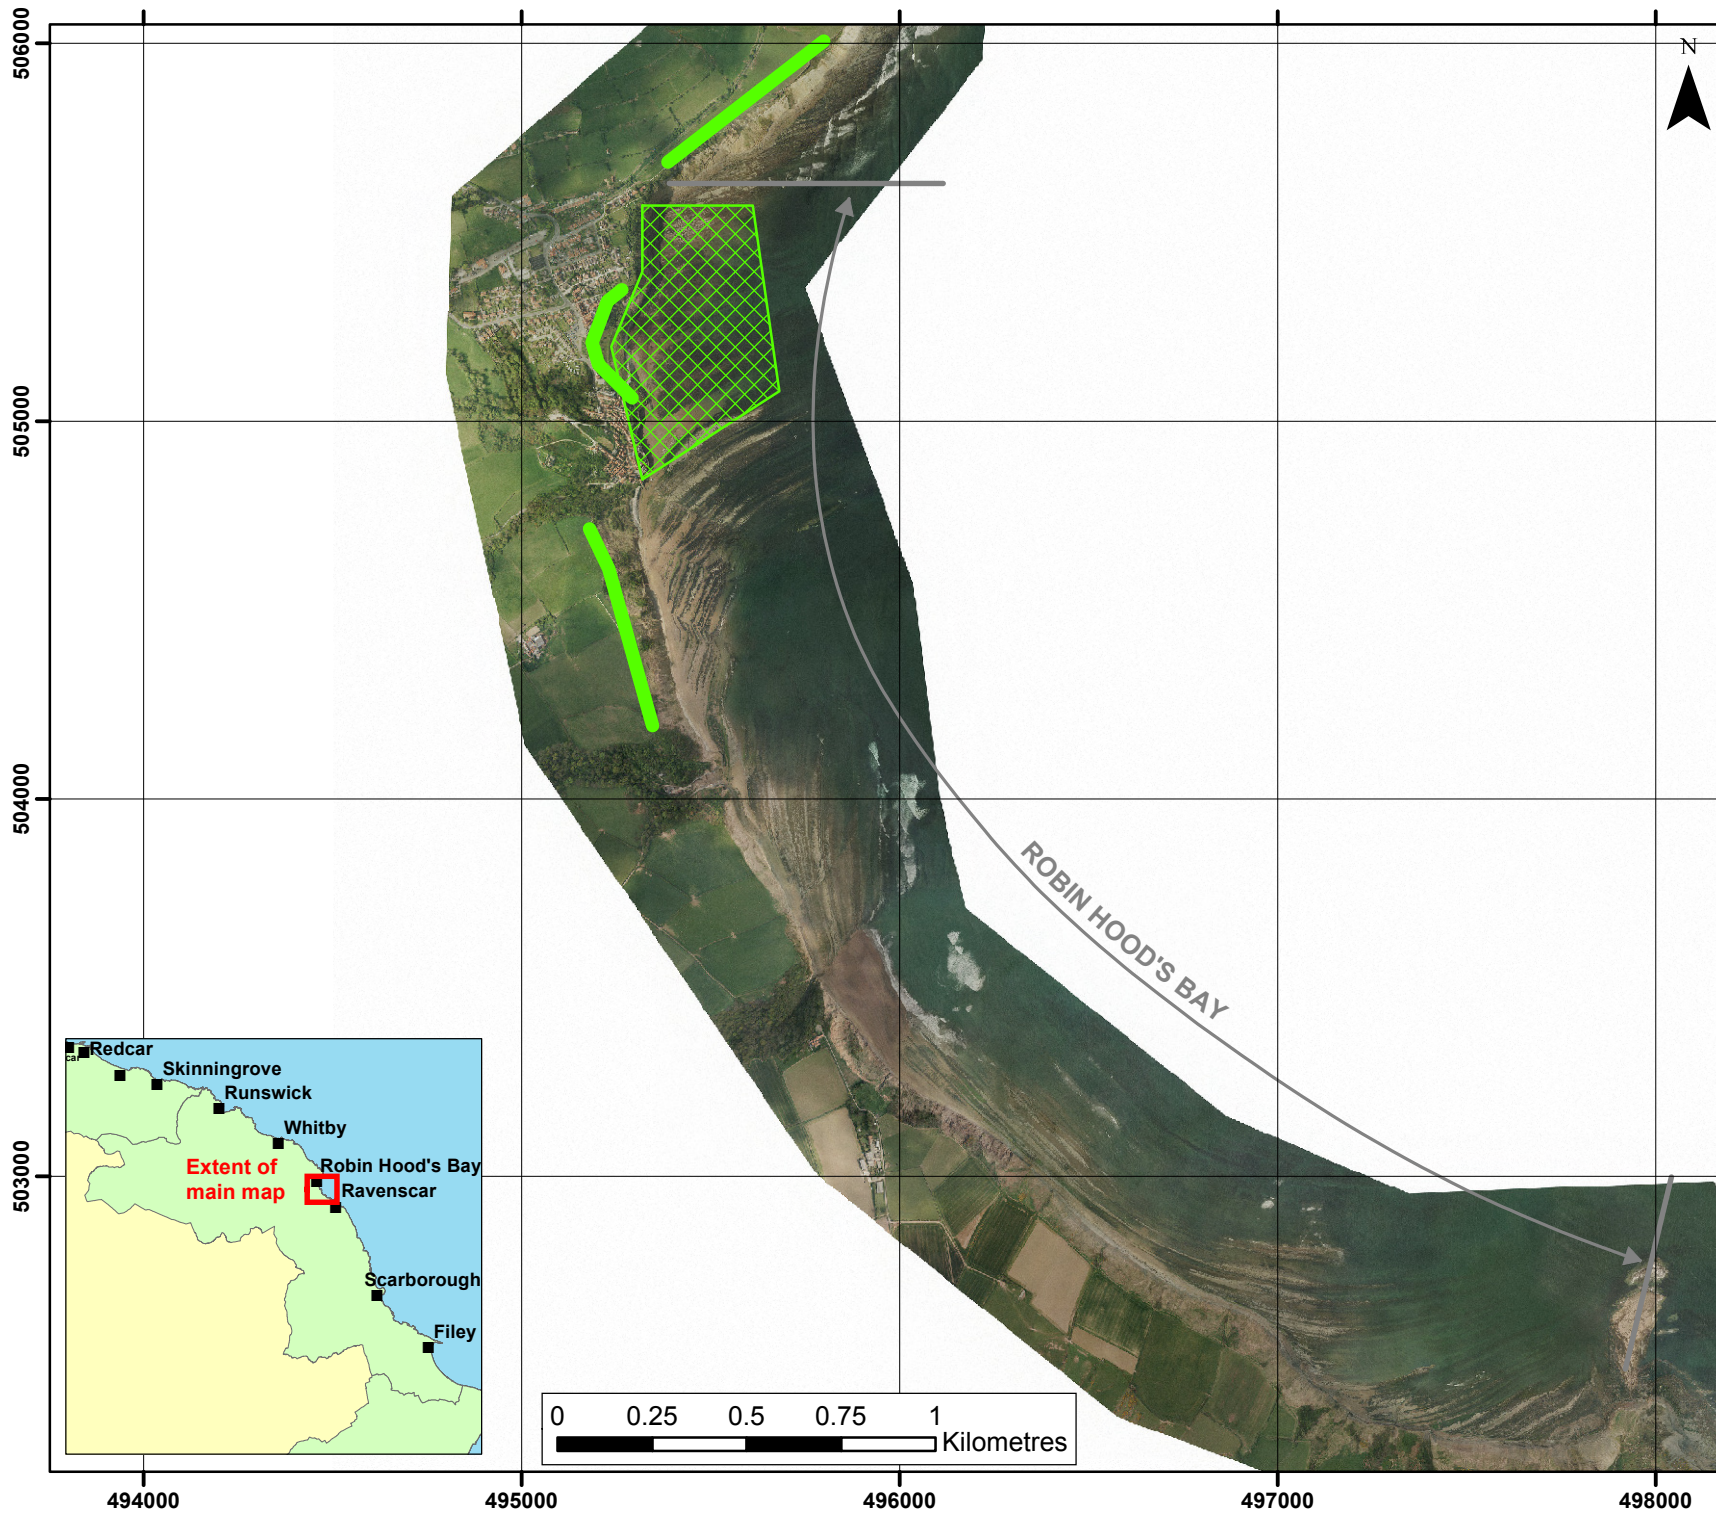 506000
505000
504000
503000
N
ROBIN HOOD'S BAY
car
Redcar
Skinningrove
Runswick
Whitby
Robin Hood's Bay
Extent of
main map
Ravenscar
Scarborough
Filey
0 0.25 0.5 0.75 1
Kilometres
494000 495000 496000 497000 498000